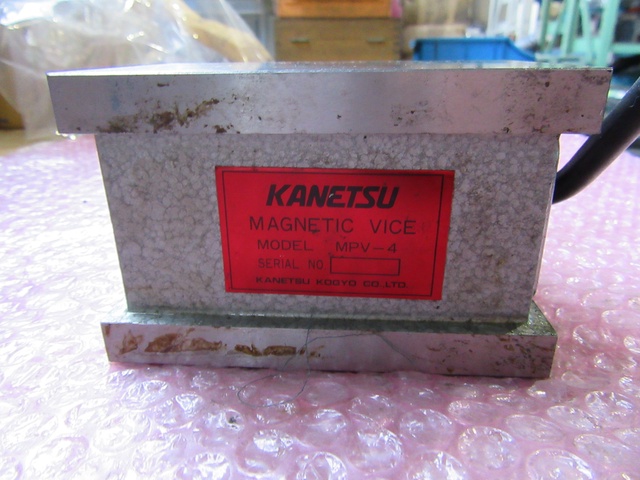 KANETSU
MAGNETIC VICE
MODEL MPV-4
SERIAL NO
KANETSU KOGYO CO.,LTD.